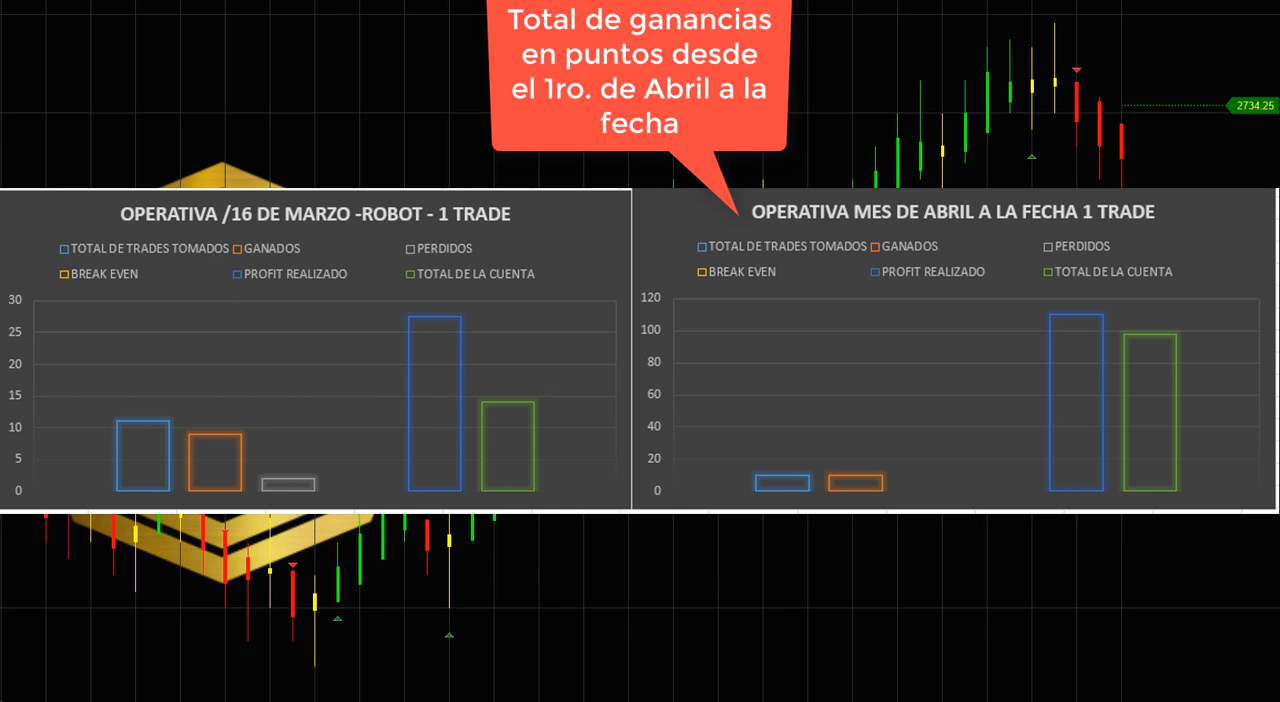 Total de ganancias
en puntos desde
el 1ro. de Abril a la
fecha
2734.25
OPERATIVA /16 DE MARZO -ROBOT - 1 TRADE
TOTAL DE TRADES TOMADOS GANADOS PERDIDOS
BREAK EVEN PROFIT REALIZADO TOTAL DE LA CUENTA
30
25
20
15
10
5
0
OPERATIVA MES DE ABRIL A LA FECHA 1 TRADE
TOTAL DE TRADES TOMADOS GANADOS PERDIDOS
BREAK EVEN PROFIT REALIZADO TOTAL DE LA CUENTA
120
100
80
60
40
20
0